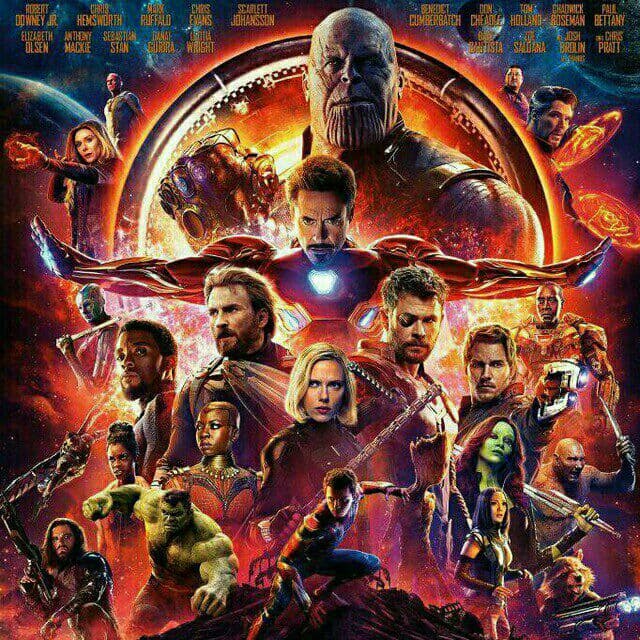 ROBERT DOWNEY JR. CHRIS HEMSWORTH MARK RUFFALO CHRIS EVANS SCARLETT JOHANSSON BENEDICT CUMBERBATCH DON CHEADLE TOM HOLLAND CHADWICK BOSEMAN PAUL BETTANY
ELIZABETH OLSEN ANTHONY MACKIE SEBASTIAN STAN DANAI GURIRA LETITIA WRIGHT DAVE BAUTISTA ZOE SALDANA JOSH BROLIN CHRIS PRATT